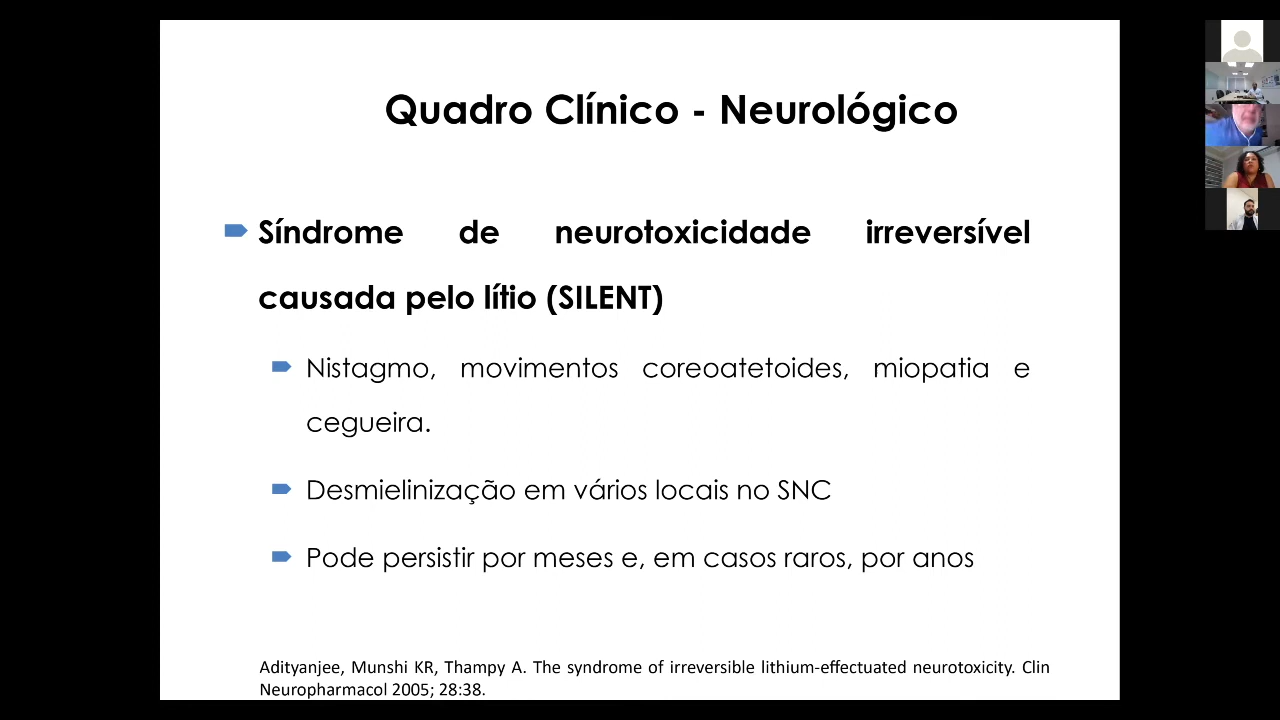 Quadro Clínico - Neurológico
Síndrome de neurotoxicidade irreversível
causada pelo lítio (SILENT)
Nistagmo, movimentos coreoatetoides, miopatia e
cegueira.
Desmielinização em vários locais no SNC
Pode persistir por meses e, em casos raros, por anos
Adityanjee, Munshi KR, Thampy A. The syndrome of irreversible lithium-effectuated neurotoxicity. Clin
Neuropharmacol 2005; 28:38.